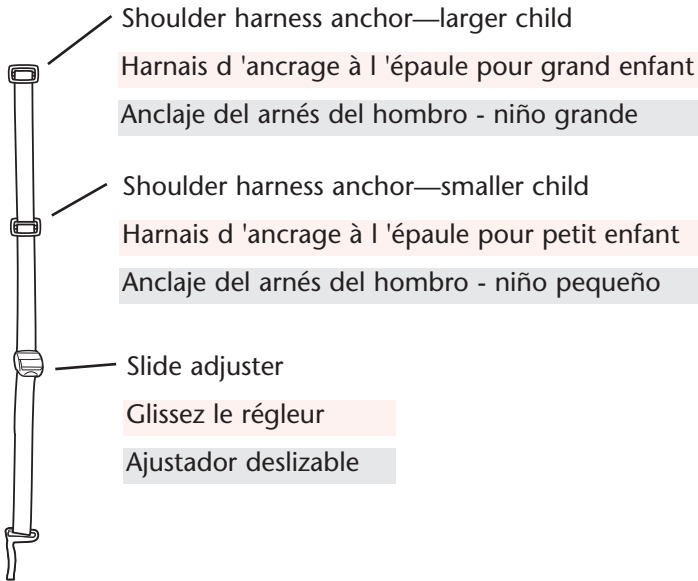 Shoulder harness anchor—larger child
Harnais d 'ancrage à l 'épaule pour grand enfant
Anclaje del arnés del hombro - niño grande
Shoulder harness anchor—smaller child
Harnais d 'ancrage à l 'épaule pour petit enfant
Anclaje del arnés del hombro - niño pequeño
Slide adjuster
Glissez le régleur
Ajustador deslizable